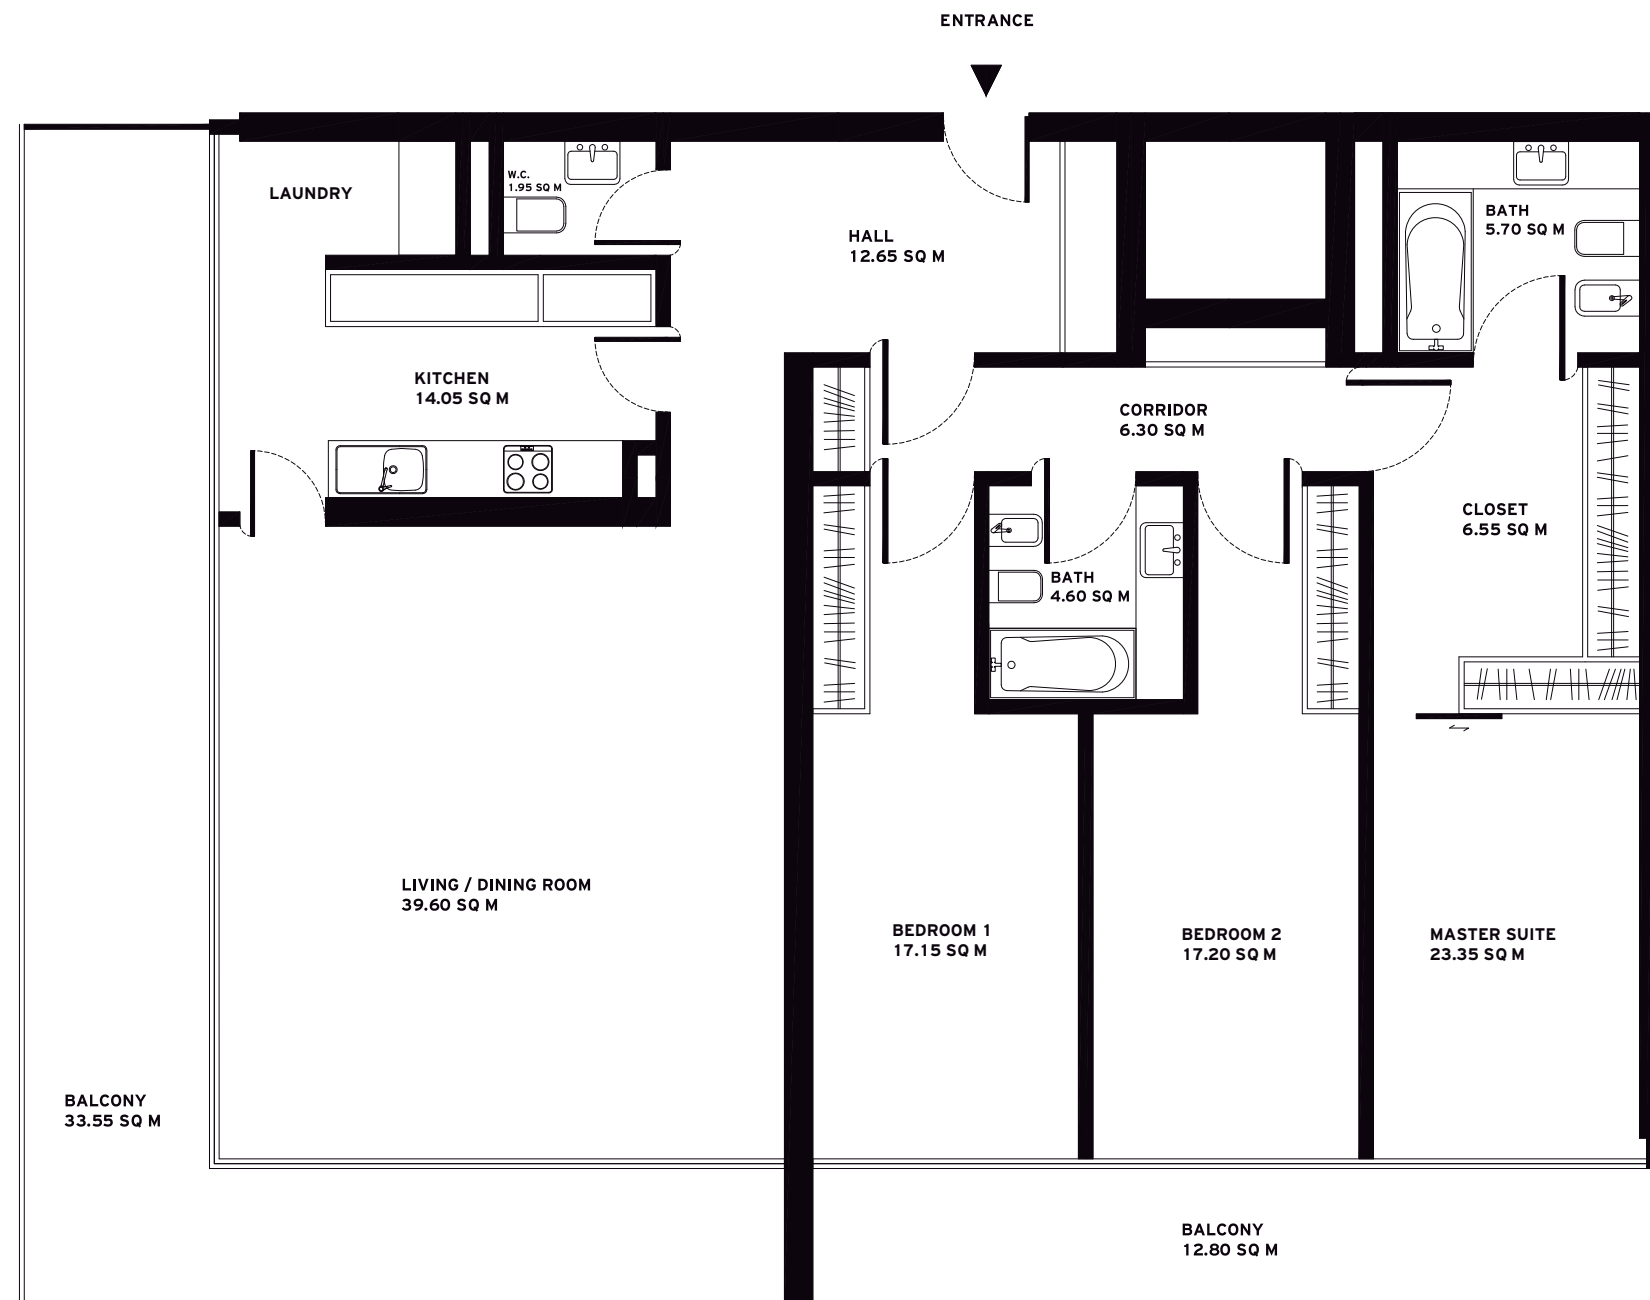 ENTRANCE
LAUNDRY
W.C.
1.95 SQ M
HALL
12.65 SQ M
BATH
5.70 SQ M
KITCHEN
14.05 SQ M
CORRIDOR
6.30 SQ M
CLOSET
6.55 SQ M
BATH
4.60 SQ M
LIVING / DINING ROOM
39.60 SQ M
BEDROOM 1
17.15 SQ M
BEDROOM 2
17.20 SQ M
MASTER SUITE
23.35 SQ M
BALCONY
33.55 SQ M
BALCONY
12.80 SQ M